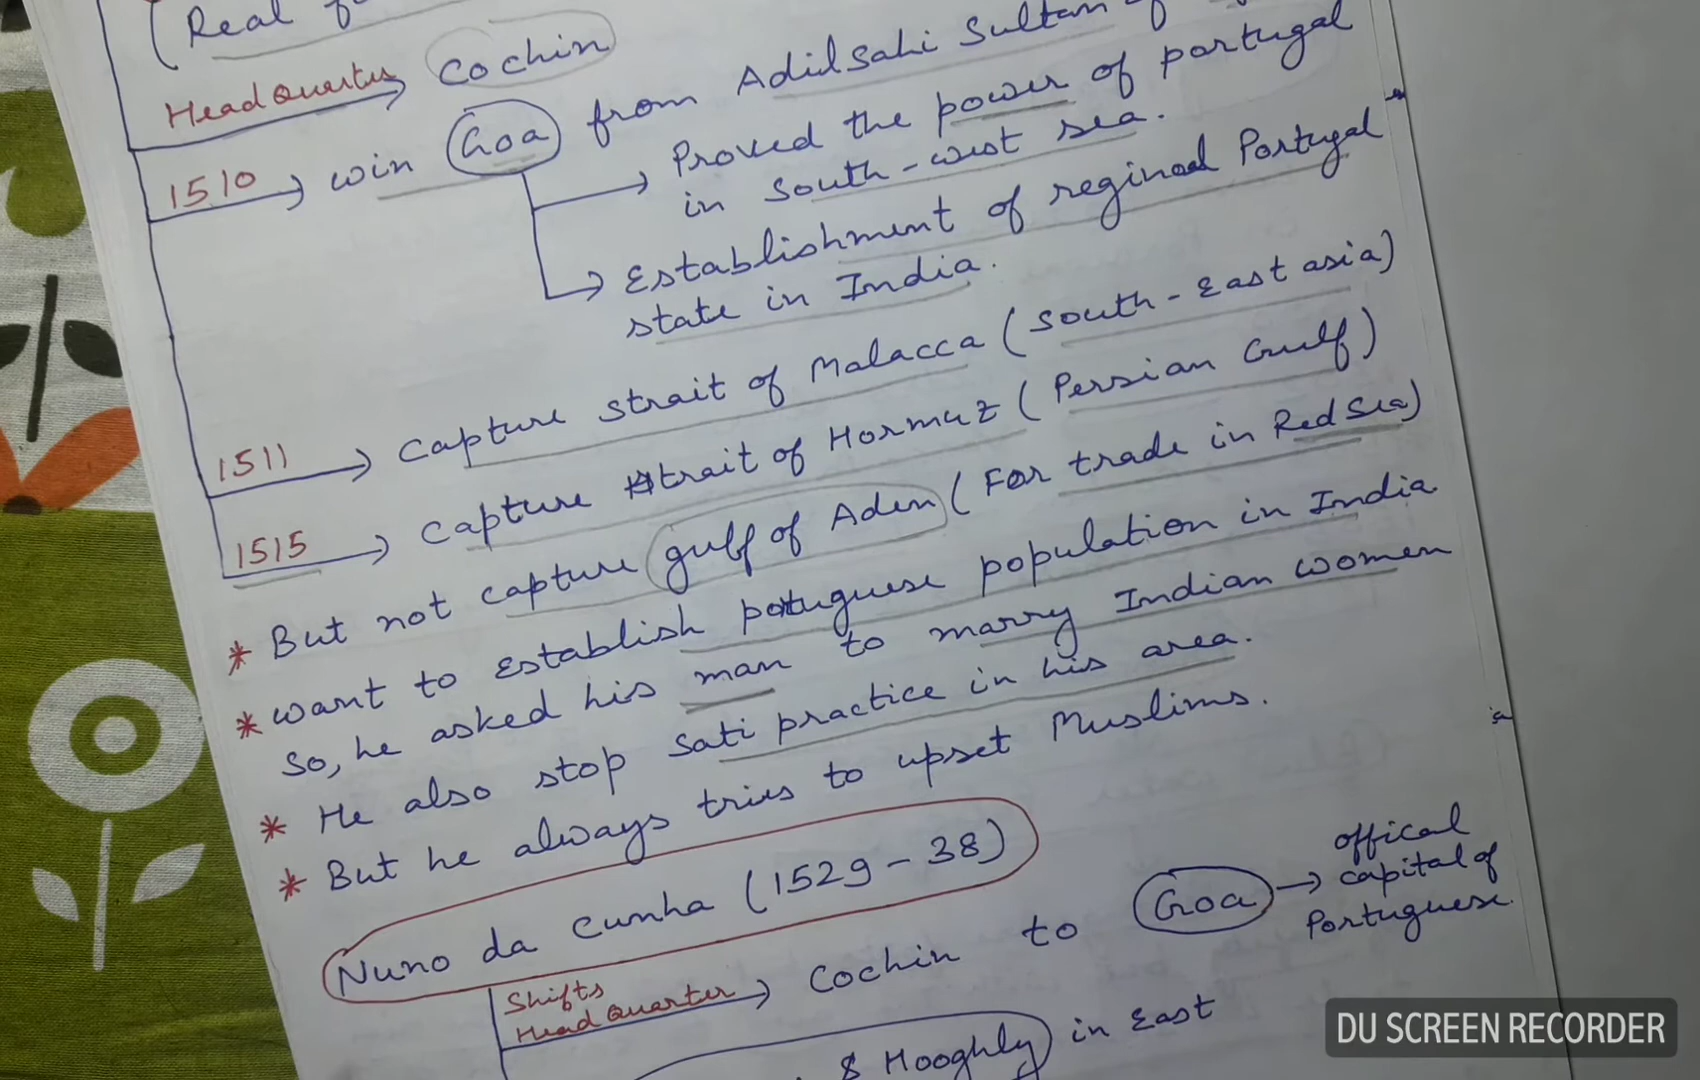 (Real
HeadQuarter → Cochin
1510 → win Goa from Adilsahi Sultan of
→ Proved the power of portugal
in South-west sea.
→ Establishment of reginoal Portugal
state in India.
1511 → Capture strait of Malacca (South-East asia)
1515 → Capture strait of Hormuz (Persian Gulf)
* But not capture gulf of Aden (For trade in Red Sea)
* want to Establish portuguese population in India
So, he asked his man to marry Indian women
* He also stop Sati practice in his area.
* But he always tries to upset Muslims.
Nuno da Cunha (1529-38)
Shifts
HeadQuarter → Cochin to Goa → offical
capital of
Portuguese.
& Hooghly in East
DU SCREEN RECORDER